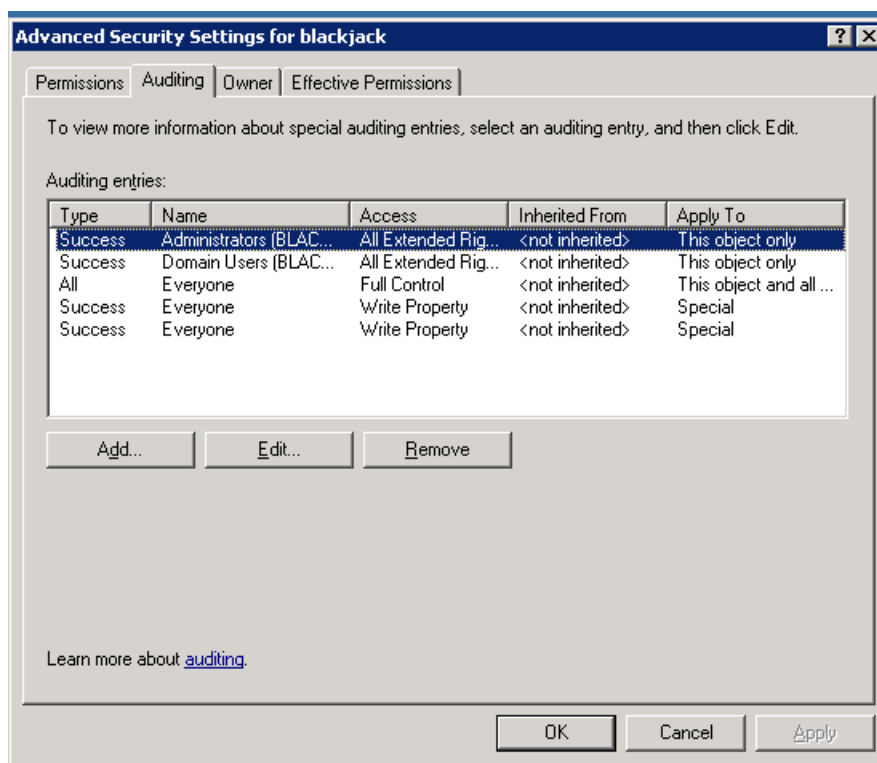 Advanced Security Settings for blackjack
Permissions Auditing Owner Effective Permissions
To view more information about special auditing entries, select an auditing entry, and then click Edit.
Auditing entries:
Type Name Access Inherited From Apply To
Success Administrators (BLAC... All Extended Rig... <not inherited> This object only
Success Domain Users (BLAC... All Extended Rig... <not inherited> This object only
All Everyone Full Control <not inherited> This object and all ...
Success Everyone Write Property <not inherited> Special
Success Everyone Write Property <not inherited> Special
Add... Edit... Remove
Learn more about auditing.
OK Cancel Apply